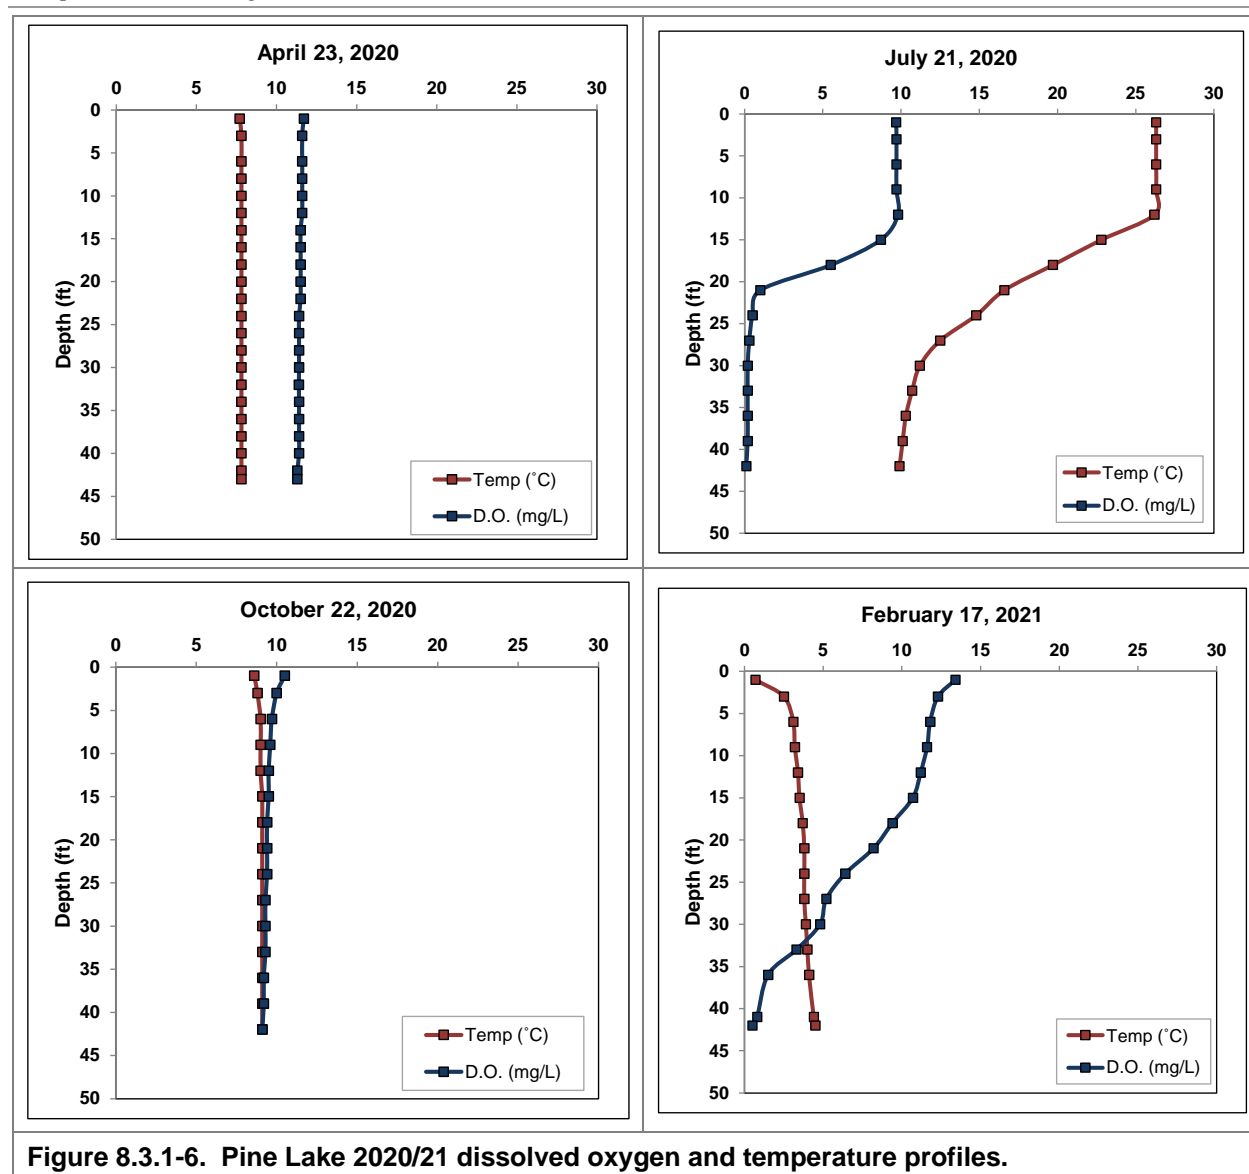 April 23, 2020
0 5 10 15 20 25 30
0
5
10
15
20
25
30
35
40
45
50
Depth (ft)
Temp (˚C)
D.O. (mg/L)
July 21, 2020
0 5 10 15 20 25 30
0
5
10
15
20
25
30
35
40
45
50
Depth (ft)
Temp (˚C)
D.O. (mg/L)
October 22, 2020
0 5 10 15 20 25 30
0
5
10
15
20
25
30
35
40
45
50
Depth (ft)
Temp (˚C)
D.O. (mg/L)
February 17, 2021
0 5 10 15 20 25 30
0
5
10
15
20
25
30
35
40
45
50
Depth (ft)
Temp (˚C)
D.O. (mg/L)
Figure 8.3.1-6. Pine Lake 2020/21 dissolved oxygen and temperature profiles.